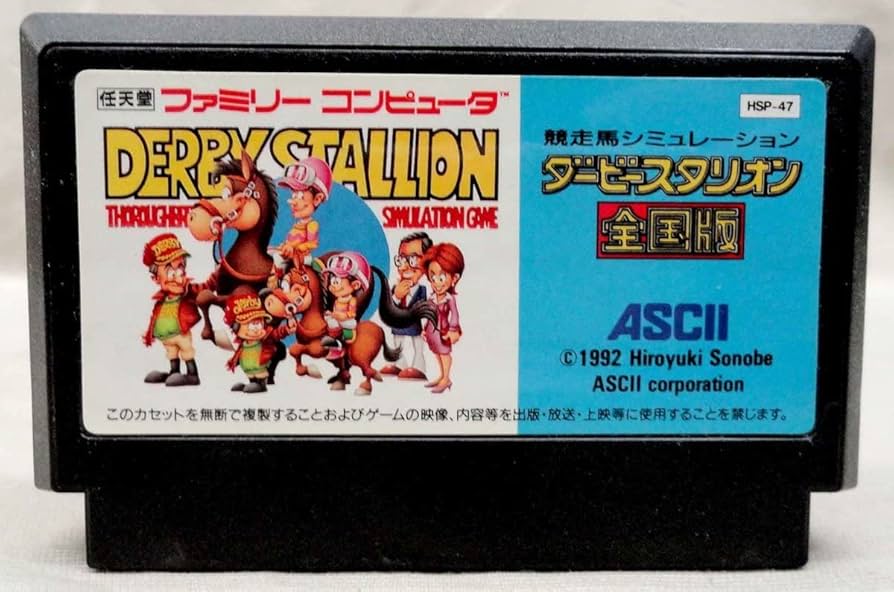 任天堂 ファミリー コンピュータ™
DERBY STALLION
THOROUGHBR SIMULATION GAME
DERBY
HSP-47
競走馬シミュレーション
ダービースタリオン
全国版
ASCII
©1992 Hiroyuki Sonobe
ASCII corporation
このカセットを無断で複製することおよびゲームの映像、内容等を出版・放送・上映等に使用することを禁じます。